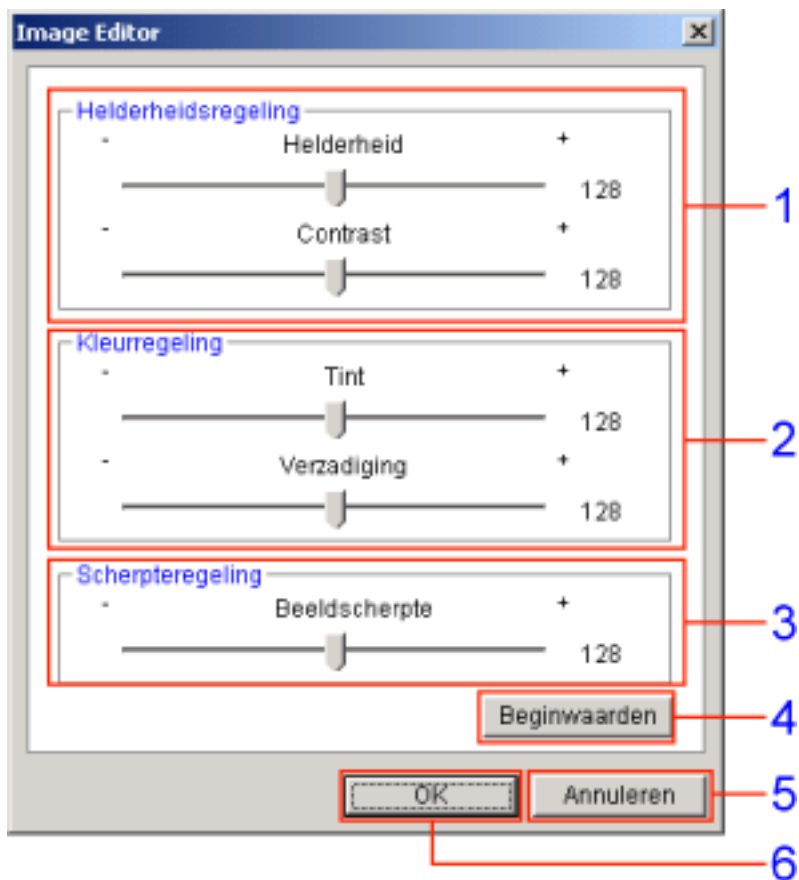 Image Editor
Helderheidsregeling
- Helderheid +
128
- Contrast +
128
1
Kleurregeling
- Tint +
128
- Verzadiging +
128
2
Scherpteregeling
- Beeldscherpte +
128
3
Beginwaarden
4
OK
Annuleren
5
6